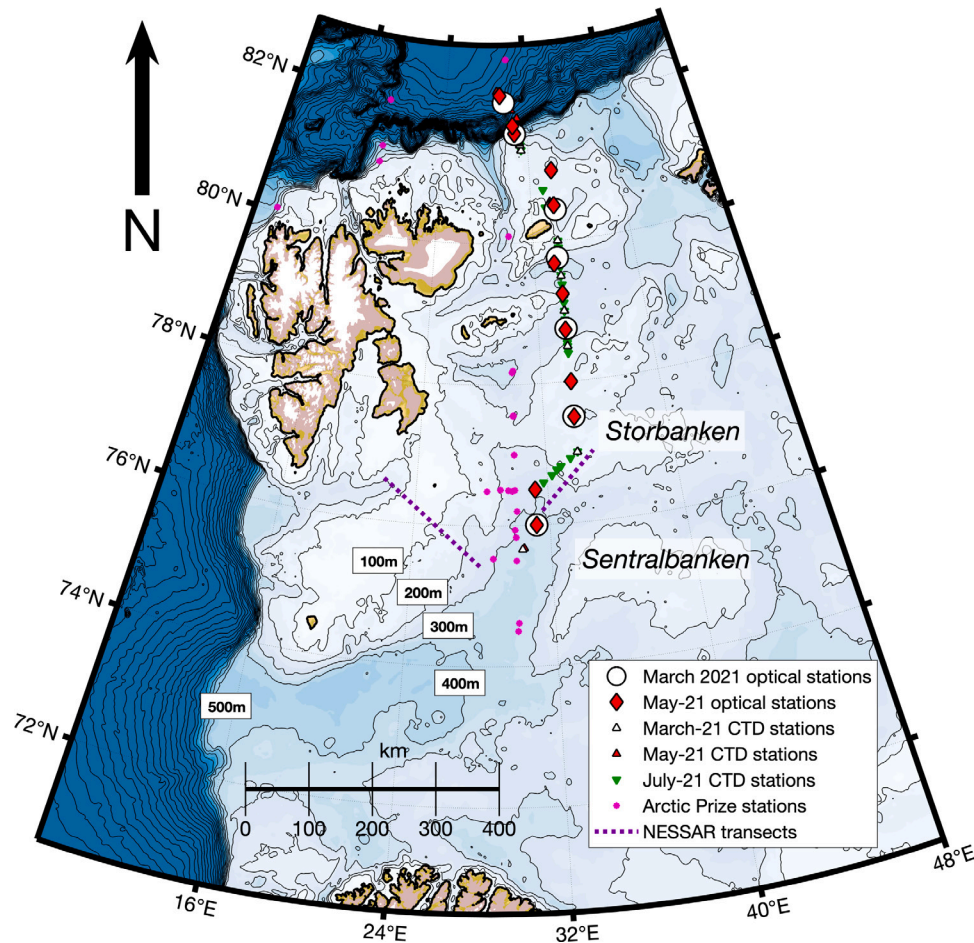 82°N
80°N
78°N
76°N
74°N
72°N
N
Storbanken
Sentralbanken
100m
200m
300m
400m
500m
km
0 100 200 300 400
March 2021 optical stations
May-21 optical stations
March-21 CTD stations
May-21 CTD stations
July-21 CTD stations
Arctic Prize stations
NESSAR transects
16°E
24°E
32°E
40°E
48°E